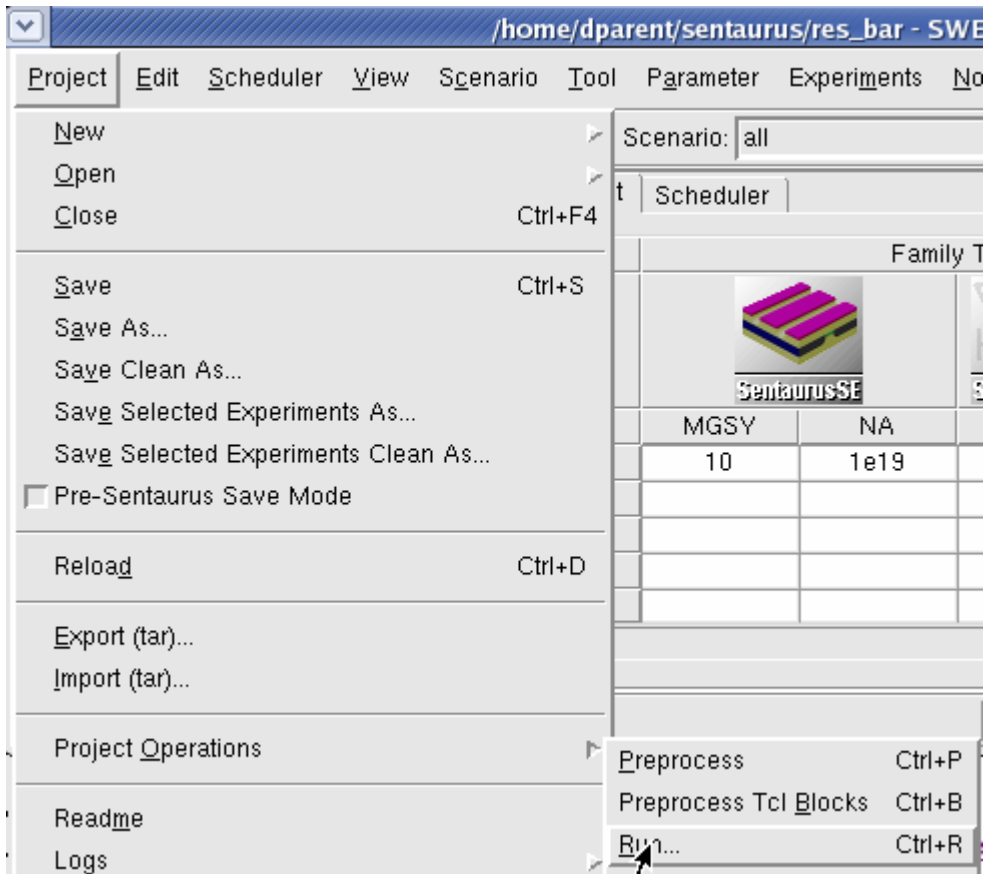 /home/dparent/sentaurus/res_bar - SWE
Project Edit Scheduler View Scenario Tool Parameter Experiments No
New
Open
Close Ctrl+F4
Save Ctrl+S
Save As...
Save Clean As...
Save Selected Experiments As...
Save Selected Experiments Clean As...
Pre-Sentaurus Save Mode
Reload Ctrl+D
Export (tar)...
Import (tar)...
Project Operations
Readme
Logs
Scenario: all
t Scheduler
Family T
SentaurusSE
MGSY NA
10 1e19
Preprocess Ctrl+P
Preprocess Tcl Blocks Ctrl+B
Run... Ctrl+R